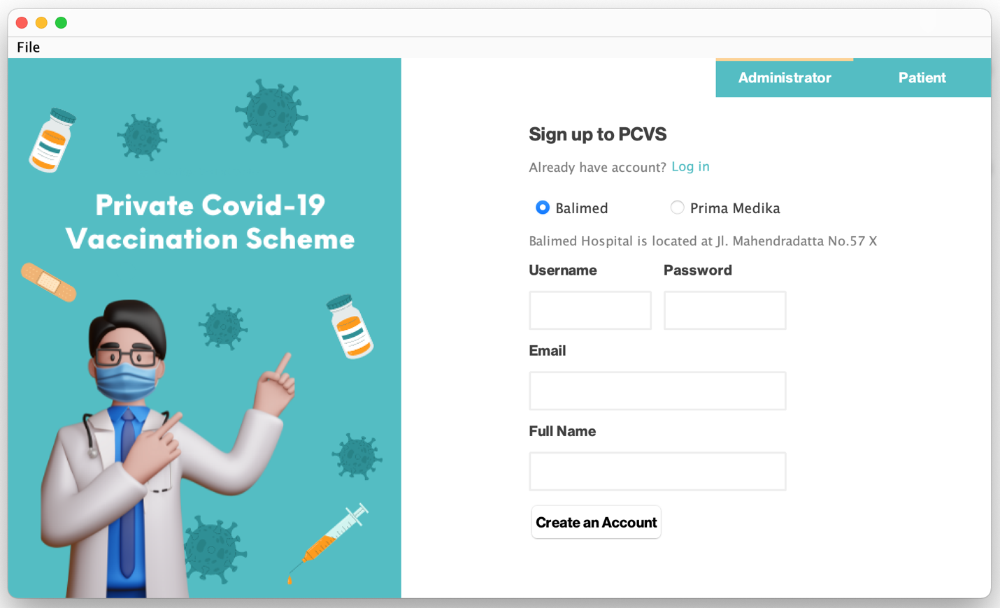 File
Administrator
Patient
Private Covid-19
Vaccination Scheme
Sign up to PCVS
Already have account? Log in
Balimed
Prima Medika
Balimed Hospital is located at Jl. Mahendradatta No.57 X
Username
Password
Email
Full Name
Create an Account